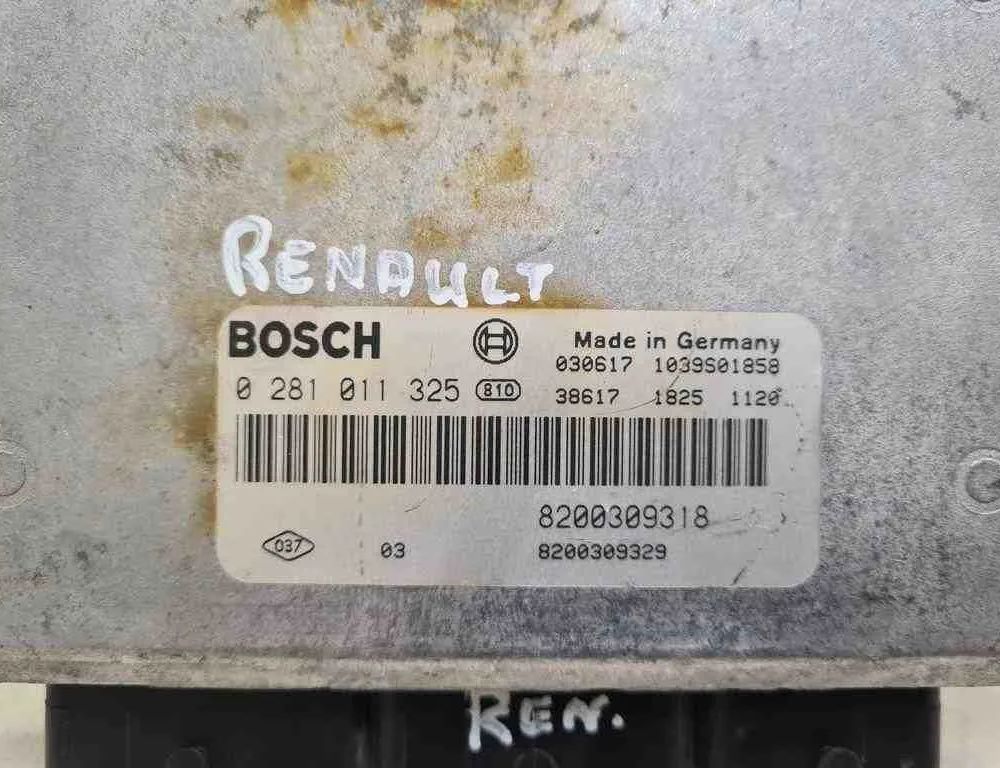 RENAULT
BOSCH Made in Germany
030617 1039S01858
0 281 011 325 810 38617 1825 1120
8200309318
037 03 8200309329
REN.